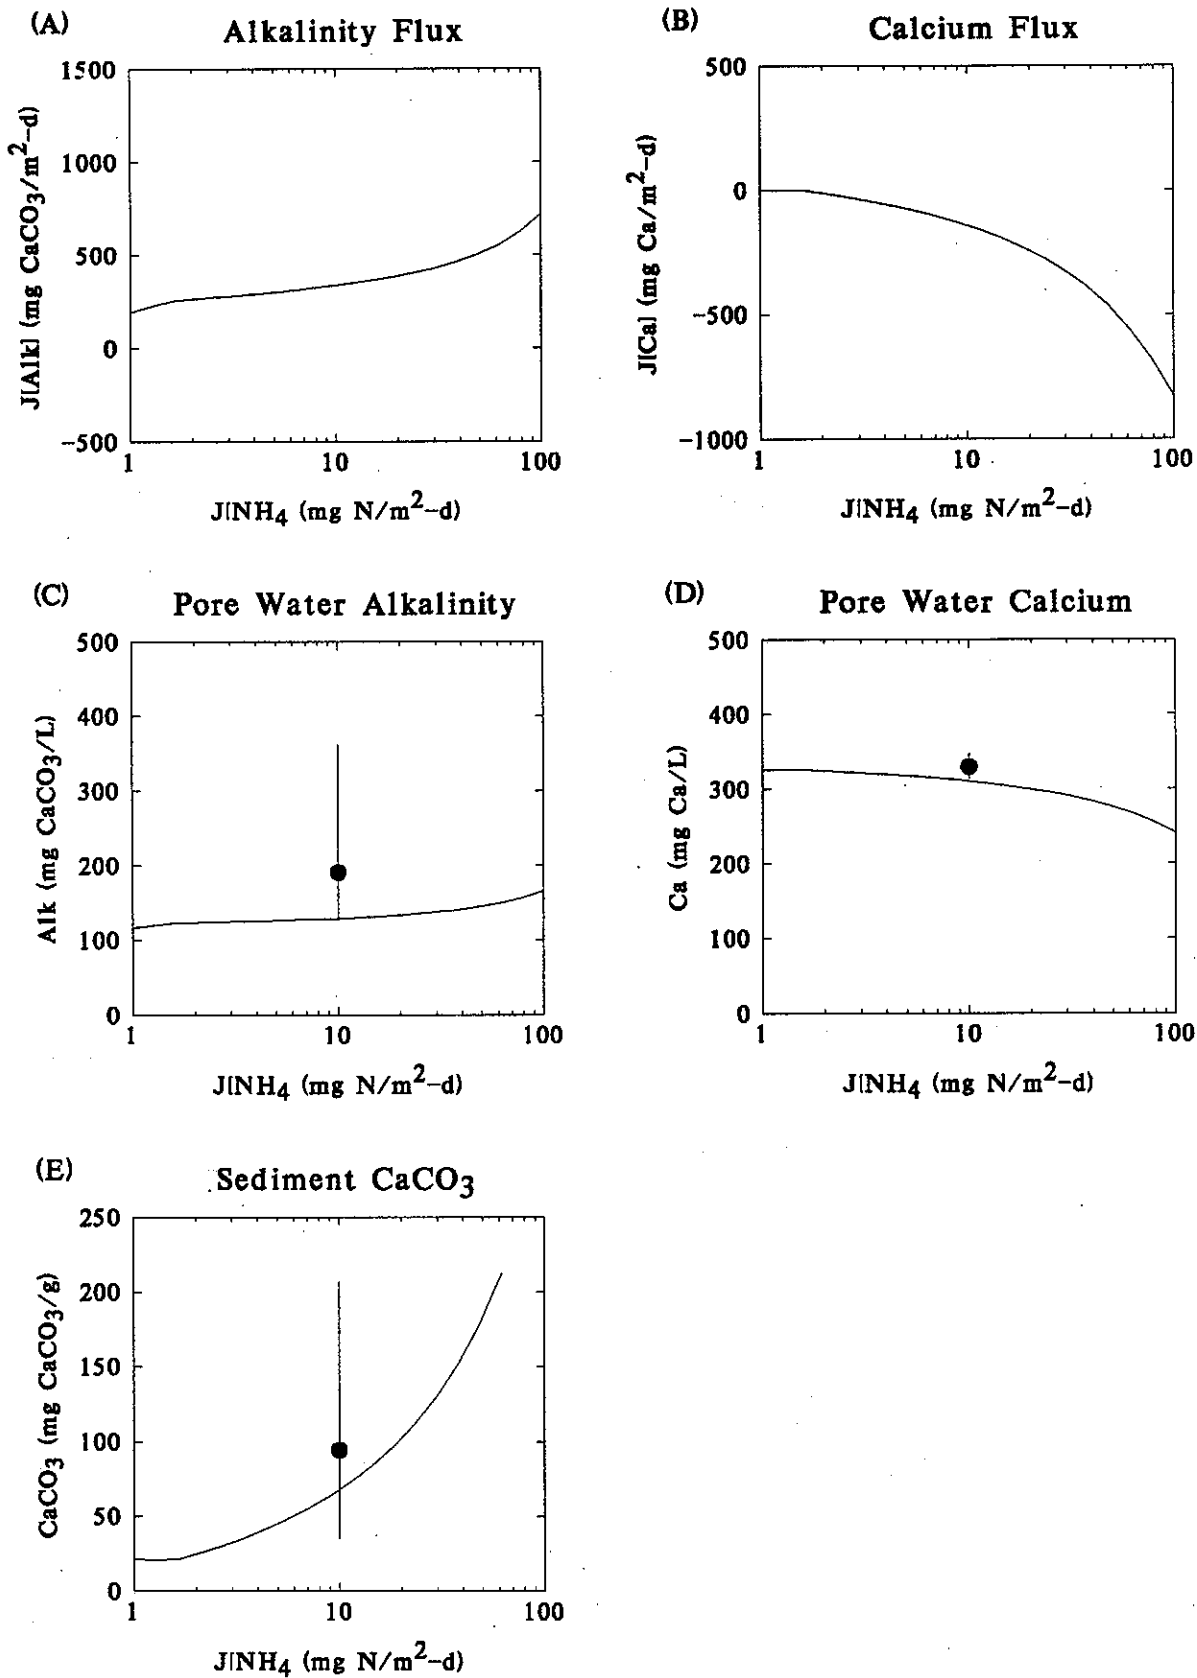 (A) Alkalinity Flux
1500
1000
500
0
-500
J[Alk] (mg CaCO3/m2-d)
1 10 100
J[NH4 (mg N/m2-d)
(B) Calcium Flux
500
0
-500
-1000
J[Ca] (mg Ca/m2-d)
1 10 100
J[NH4 (mg N/m2-d)
(C) Pore Water Alkalinity
500
400
300
200
100
0
Alk (mg CaCO3/L)
1 10 100
J[NH4 (mg N/m2-d)
(D) Pore Water Calcium
500
400
300
200
100
0
Ca (mg Ca/L)
1 10 100
J[NH4 (mg N/m2-d)
(E) Sediment CaCO3
250
200
150
100
50
0
CaCO3 (mg CaCO3/g)
1 10 100
J[NH4 (mg N/m2-d)